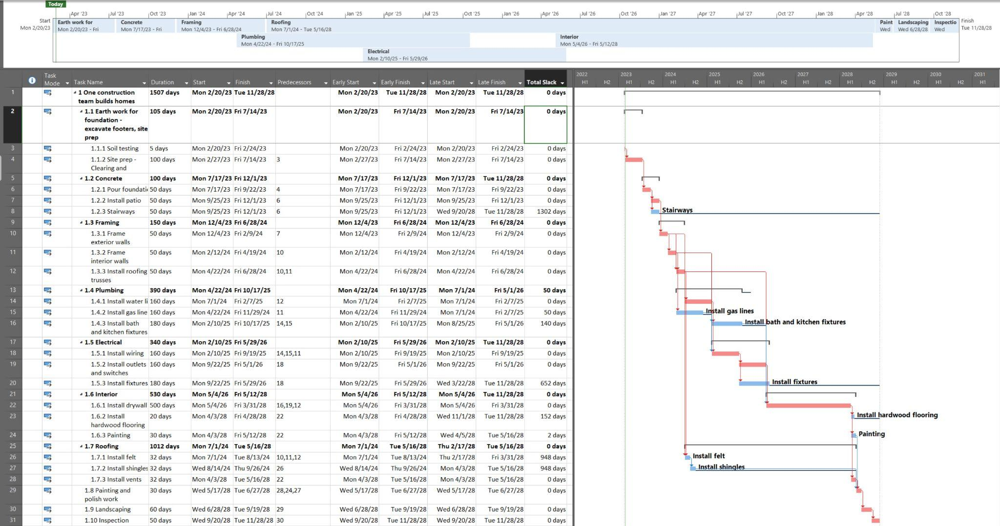 Today
Apr '23 Jul '23 Oct '23 Jan '24 Apr '24 Jul '24 Oct '24 Jan '25 Apr '25 Jul '25 Oct '25 Jan '26 Apr '26 Jul '26 Oct '26 Jan '27 Apr '27 Jul '27 Oct '27 Jan '28 Apr '28 Jul '28 Oct '28
Start
Mon 2/20/23
Earth work for
Mon 2/20/23 - Fri
Concrete
Mon 7/17/23 - Fri
Framing
Mon 12/4/23 - Fri 6/28/24
Roofing
Mon 7/1/24 - Tue 5/16/28
Paint
Wed
Landscaping
Wed 6/28/28
Inspectio
Wed
Finish
Tue 11/28/28
Plumbing
Mon 4/22/24 - Fri 10/17/25
Interior
Mon 5/4/26 - Fri 5/12/28
Electrical
Mon 2/10/25 - Fri 5/29/26
Task Mode Task Name Duration Start Finish Predecessors Early Start Early Finish Late Start Late Finish Total Slack
2022 2023 2024 2025 2026 2027 2028 2029 2030 2031
H1 H2 H1 H2 H1 H2 H1 H2 H1 H2 H1 H2 H1 H2 H1 H2 H1 H2 H1
1 1 One construction team builds homes 1507 days Mon 2/20/23 Tue 11/28/28 Mon 2/20/23 Tue 11/28/28 Mon 2/20/23 Tue 11/28/28 0 days
2 1.1 Earth work for foundation - excavate footers, site prep 105 days Mon 2/20/23 Fri 7/14/23 Mon 2/20/23 Fri 7/14/23 Mon 2/20/23 Fri 7/14/23 0 days
3 1.1.1 Soil testing 5 days Mon 2/20/23 Fri 2/24/23 Mon 2/20/23 Fri 2/24/23 Mon 2/20/23 Fri 2/24/23 0 days
4 1.1.2 Site prep - Clearing and 100 days Mon 2/27/23 Fri 7/14/23 3 Mon 2/27/23 Fri 7/14/23 Mon 2/27/23 Fri 7/14/23 0 days
5 1.2 Concrete 100 days Mon 7/17/23 Fri 12/1/23 Mon 7/17/23 Fri 12/1/23 Mon 7/17/23 Tue 11/28/28 0 days
6 1.2.1 Pour foundati 50 days Mon 7/17/23 Fri 9/22/23 4 Mon 7/17/23 Fri 9/22/23 Mon 7/17/23 Fri 9/22/23 0 days
7 1.2.2 Install patio 50 days Mon 9/25/23 Fri 12/1/23 6 Mon 9/25/23 Fri 12/1/23 Mon 9/25/23 Fri 12/1/23 0 days
8 1.2.3 Stairways 50 days Mon 9/25/23 Fri 12/1/23 6 Mon 9/25/23 Fri 12/1/23 Wed 9/20/28 Tue 11/28/28 1302 days Stairways
9 1.3 Framing 150 days Mon 12/4/23 Fri 6/28/24 Mon 12/4/23 Fri 6/28/24 Mon 12/4/23 Fri 6/28/24 0 days
10 1.3.1 Frame exterior walls 50 days Mon 12/4/23 Fri 2/9/24 7 Mon 12/4/23 Fri 2/9/24 Mon 12/4/23 Fri 2/9/24 0 days
11 1.3.2 Frame interior walls 50 days Mon 2/12/24 Fri 4/19/24 10 Mon 2/12/24 Fri 4/19/24 Mon 2/12/24 Fri 4/19/24 0 days
12 1.3.3 Install roofing trusses 50 days Mon 4/22/24 Fri 6/28/24 10,11 Mon 4/22/24 Fri 6/28/24 Mon 4/22/24 Fri 6/28/24 0 days
13 1.4 Plumbing 390 days Mon 4/22/24 Fri 10/17/25 Mon 4/22/24 Fri 10/17/25 Mon 7/1/24 Fri 5/1/26 50 days
14 1.4.1 Install water li 160 days Mon 7/1/24 Fri 2/7/25 12 Mon 7/1/24 Fri 2/7/25 Mon 7/1/24 Fri 2/7/25 0 days
15 1.4.2 Install gas line 160 days Mon 4/22/24 Fri 11/29/24 11 Mon 4/22/24 Fri 11/29/24 Mon 7/1/24 Fri 2/7/25 50 days Install gas lines
16 1.4.3 Install bath and kitchen fixtures 180 days Mon 2/10/25 Fri 10/17/25 14,15 Mon 2/10/25 Fri 10/17/25 Mon 8/25/25 Fri 5/1/26 140 days Install bath and kitchen fixtures
17 1.5 Electrical 340 days Mon 2/10/25 Fri 5/29/26 Mon 2/10/25 Fri 5/29/26 Mon 2/10/25 Tue 11/28/28 0 days
18 1.5.1 Install wiring 160 days Mon 2/10/25 Fri 9/19/25 14,15,11 Mon 2/10/25 Fri 9/19/25 Mon 2/10/25 Fri 9/19/25 0 days
19 1.5.2 Install outlets and switches 160 days Mon 9/22/25 Fri 5/1/26 18 Mon 9/22/25 Fri 5/1/26 Mon 9/22/25 Fri 5/1/26 0 days
20 1.5.3 Install fixtures 180 days Mon 9/22/25 Fri 5/29/26 18 Mon 9/22/25 Fri 5/29/26 Wed 3/22/28 Tue 11/28/28 652 days Install fixtures
21 1.6 Interior 530 days Mon 5/4/26 Fri 5/12/28 Mon 5/4/26 Fri 5/12/28 Mon 5/4/26 Tue 11/28/28 0 days
22 1.6.1 Install drywall 500 days Mon 5/4/26 Fri 3/31/28 16,19,12 Mon 5/4/26 Fri 3/31/28 Mon 5/4/26 Fri 3/31/28 0 days
23 1.6.2 Install hardwood flooring 20 days Mon 4/3/28 Fri 4/28/28 22 Mon 4/3/28 Fri 4/28/28 Wed 11/1/28 Tue 11/28/28 152 days Install hardwood flooring
24 1.6.3 Painting 30 days Mon 4/3/28 Fri 5/12/28 22 Mon 4/3/28 Fri 5/12/28 Wed 4/5/28 Tue 5/16/28 2 days Painting
25 1.7 Roofing 1012 days Mon 7/1/24 Tue 5/16/28 Mon 7/1/24 Tue 5/16/28 Thu 2/17/28 Tue 5/16/28 0 days
26 1.7.1 Install felt 32 days Mon 7/1/24 Tue 8/13/24 10,11,12 Mon 7/1/24 Tue 8/13/24 Thu 2/17/28 Fri 3/31/28 948 days Install felt
27 1.7.2 Install shingles 32 days Wed 8/14/24 Thu 9/26/24 26 Wed 8/14/24 Thu 9/26/24 Mon 4/3/28 Tue 5/16/28 948 days Install shingles
28 1.7.3 Install vents 32 days Mon 4/3/28 Tue 5/16/28 22 Mon 4/3/28 Tue 5/16/28 Mon 4/3/28 Tue 5/16/28 0 days
29 1.8 Painting and polish work 30 days Wed 5/17/28 Tue 6/27/28 28,24,27 Wed 5/17/28 Tue 6/27/28 Wed 5/17/28 Tue 6/27/28 0 days
30 1.9 Landscaping 60 days Wed 6/28/28 Tue 9/19/28 29 Wed 6/28/28 Tue 9/19/28 Wed 6/28/28 Tue 9/19/28 0 days
31 1.10 Inspection 50 days Wed 9/20/28 Tue 11/28/28 30 Wed 9/20/28 Tue 11/28/28 Wed 9/20/28 Tue 11/28/28 0 days